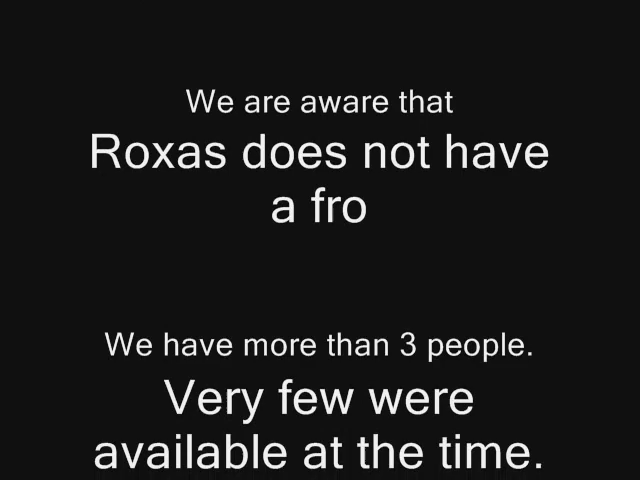 We are aware that
Roxas does not have
a fro
We have more than 3 people.
Very few were
available at the time.